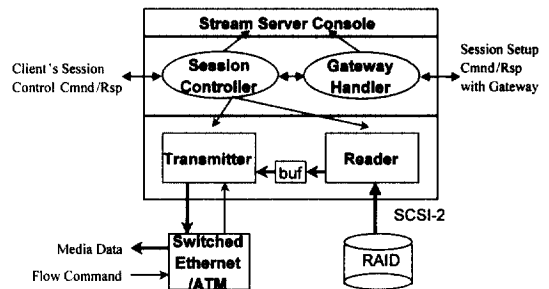 Stream Server Console
Client's Session
Control Cmnd/Rsp
Session
Controller
Gateway
Handler
Session Setup
Cmnd/Rsp
with Gateway
Transmitter
buf
Reader
SCSI-2
Media Data
Flow Command
Switched
Ethernet
/ATM
RAID